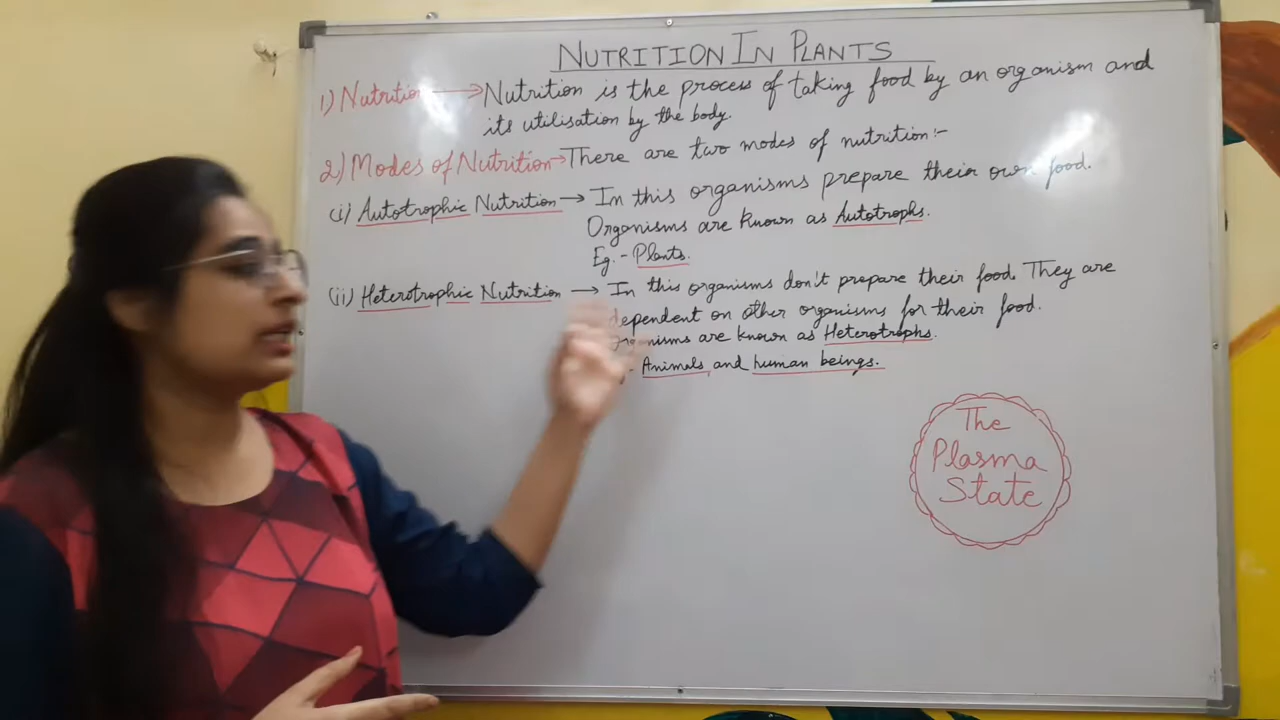 NUTRITION IN PLANTS
1) Nutrition → Nutrition is the process of taking food by an organism and
its utilisation by the body.
2) Modes of Nutrition → There are two modes of nutrition:-
(i) Autotrophic Nutrition → In this organisms prepare their own food.
Organisms are known as Autotrophs.
Eg.- Plants.
(ii) Heterotrophic Nutrition → In this organisms don't prepare their food. They are
dependent on other organisms for their food.
are known as Heterotrophs.
Animals and human beings.
The
Plasma
State